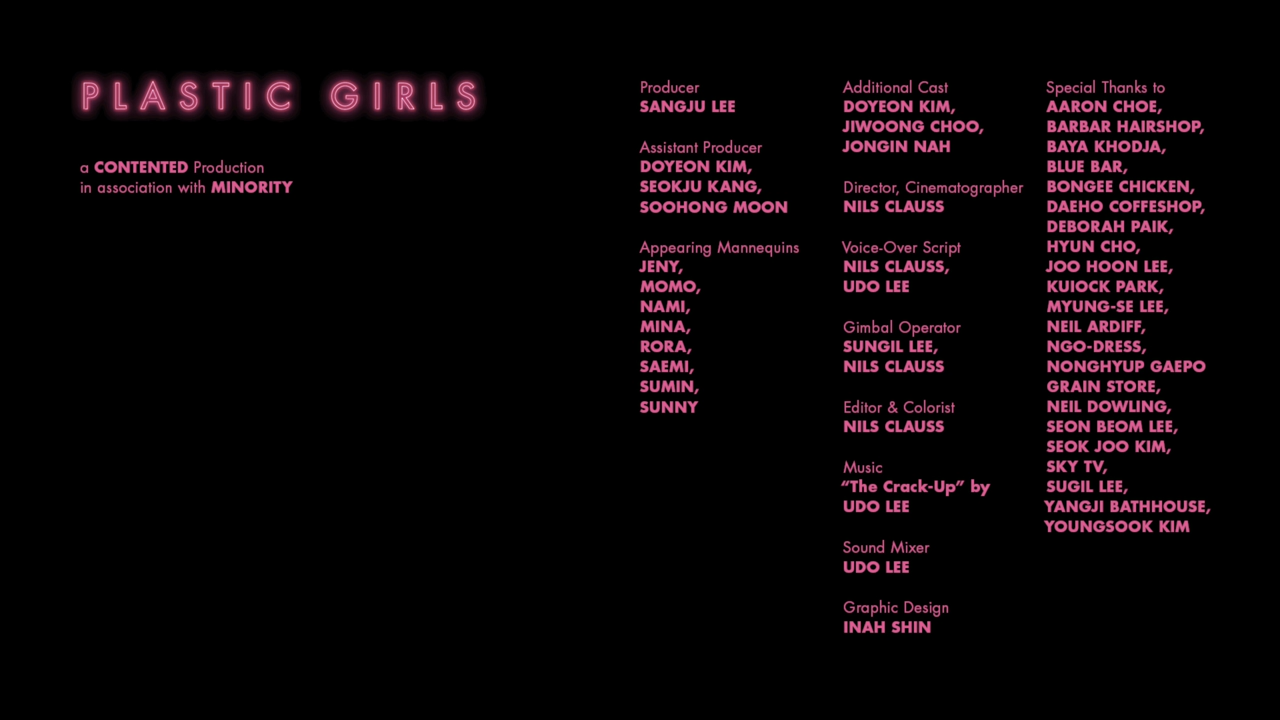 PLASTIC GIRLS
a CONTENTED Production
in association with MINORITY
Producer
SANGJU LEE
Assistant Producer
DOYEON KIM,
SEOKJU KANG,
SOOHONG MOON
Appearing Mannequins
JENY,
MOMO,
NAMI,
MINA,
RORA,
SAEMI,
SUMIN,
SUNNY
Additional Cast
DOYEON KIM,
JIWOONG CHOO,
JONGIN NAH
Director, Cinematographer
NILS CLAUSS
Voice-Over Script
NILS CLAUSS,
UDO LEE
Gimbal Operator
SUNGIL LEE,
NILS CLAUSS
Editor & Colorist
NILS CLAUSS
Music
“The Crack-Up” by
UDO LEE
Sound Mixer
UDO LEE
Graphic Design
INAH SHIN
Special Thanks to
AARON CHOE,
BARBAR HAIRSHOP,
BAYA KHODJA,
BLUE BAR,
BONGEE CHICKEN,
DAEHO COFFESHOP,
DEBORAH PAIK,
HYUN CHO,
JOO HOON LEE,
KUIOCK PARK,
MYUNG-SE LEE,
NEIL ARDIFF,
NGO-DRESS,
NONGHYUP GAEPO
GRAIN STORE,
NEIL DOWLING,
SEON BEOM LEE,
SEOK JOO KIM,
SKY TV,
SUGIL LEE,
YANGJI BATHHOUSE,
YOUNGSOOK KIM